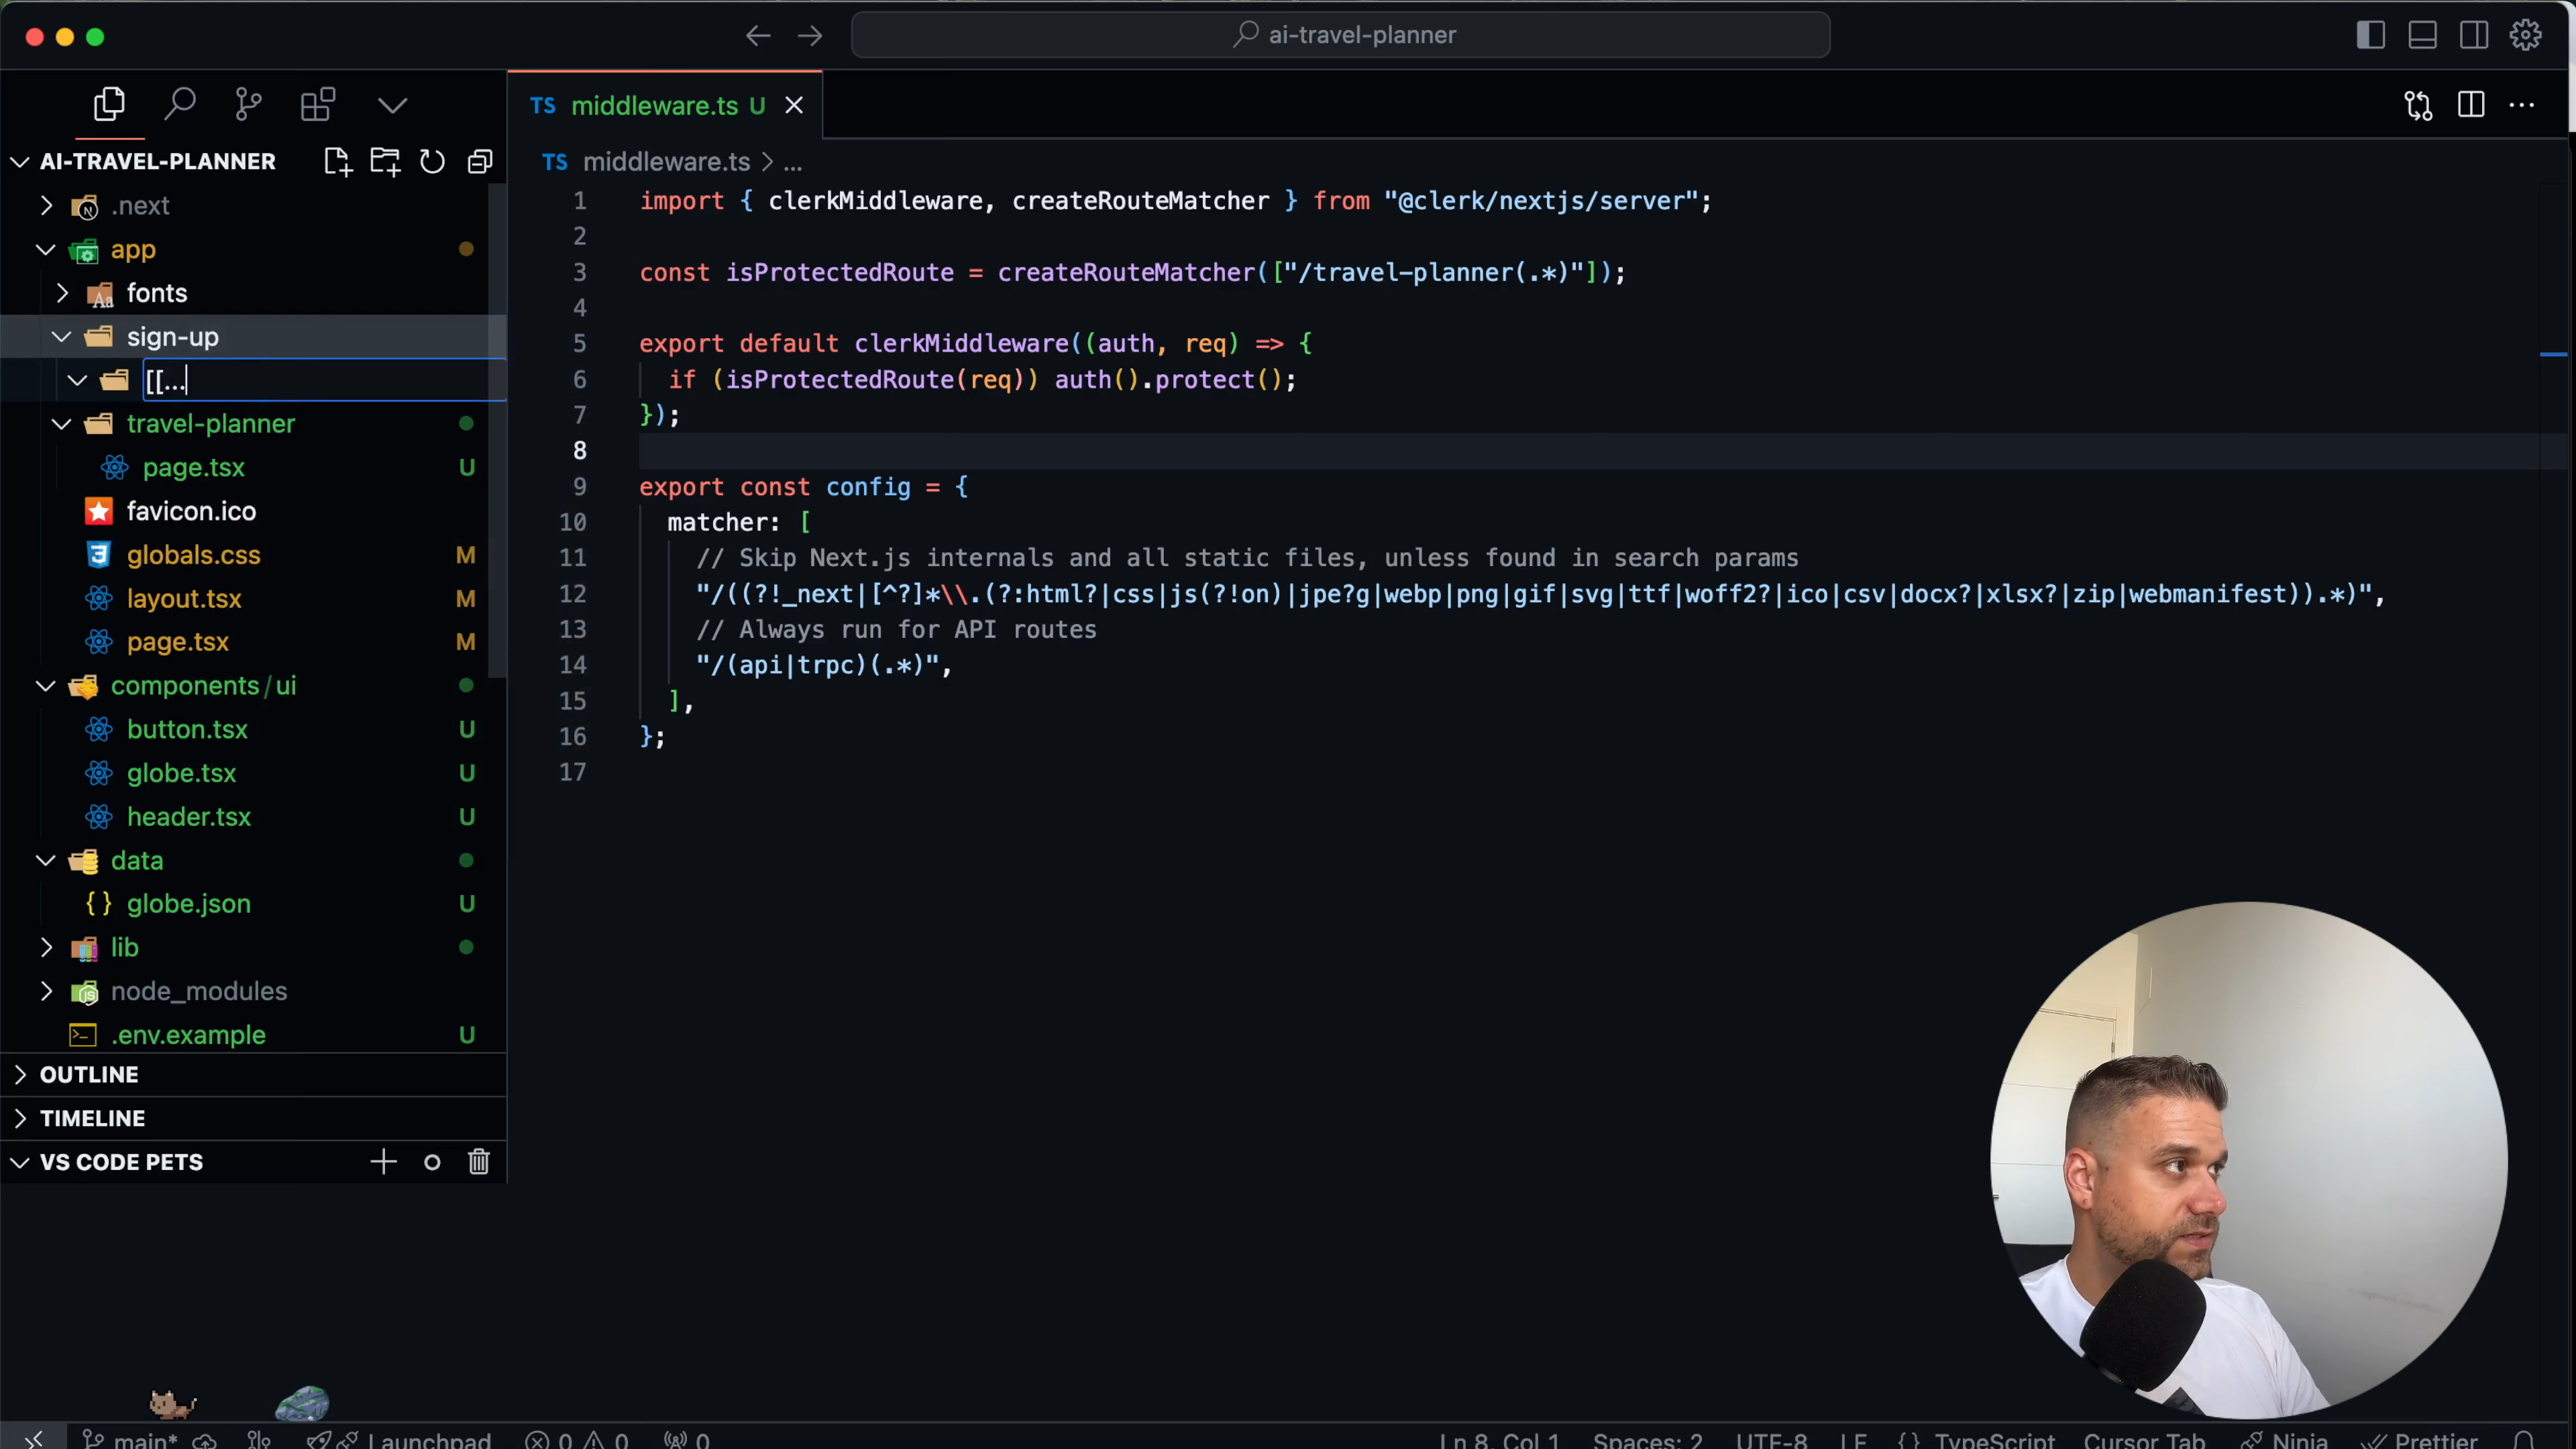 ai-travel-planner
TS middleware.ts U
AI-TRAVEL-PLANNER
TS middleware.ts > ...
.next
app
fonts
sign-up
[[...
travel-planner
page.tsx U
favicon.ico
globals.css M
layout.tsx M
page.tsx M
components/ui
button.tsx U
globe.tsx U
header.tsx U
data
{} globe.json U
lib
node_modules
.env.example U
OUTLINE
TIMELINE
VS CODE PETS
1 import { clerkMiddleware, createRouteMatcher } from "@clerk/nextjs/server";
2
3 const isProtectedRoute = createRouteMatcher(["/travel-planner(.*)"]);
4
5 export default clerkMiddleware((auth, req) => {
6 if (isProtectedRoute(req)) auth().protect();
7 });
8
9 export const config = {
10 matcher: [
11 // Skip Next.js internals and all static files, unless found in search params
12 "/((?!_next|[^?]*\\.(?:html?|css|js(?!on)|jpe?g|webp|png|gif|svg|ttf|woff2?|ico|csv|docx?|xlsx?|zip|webmanifest)).*)",
13 // Always run for API routes
14 "/(api|trpc)(.*)",
15 ],
16 };
17
main* Launchpad 0 0 0 Ln 8, Col 1 Spaces: 2 UTF-8 LF {} TypeScript Cursor Tab Ninja Prettier